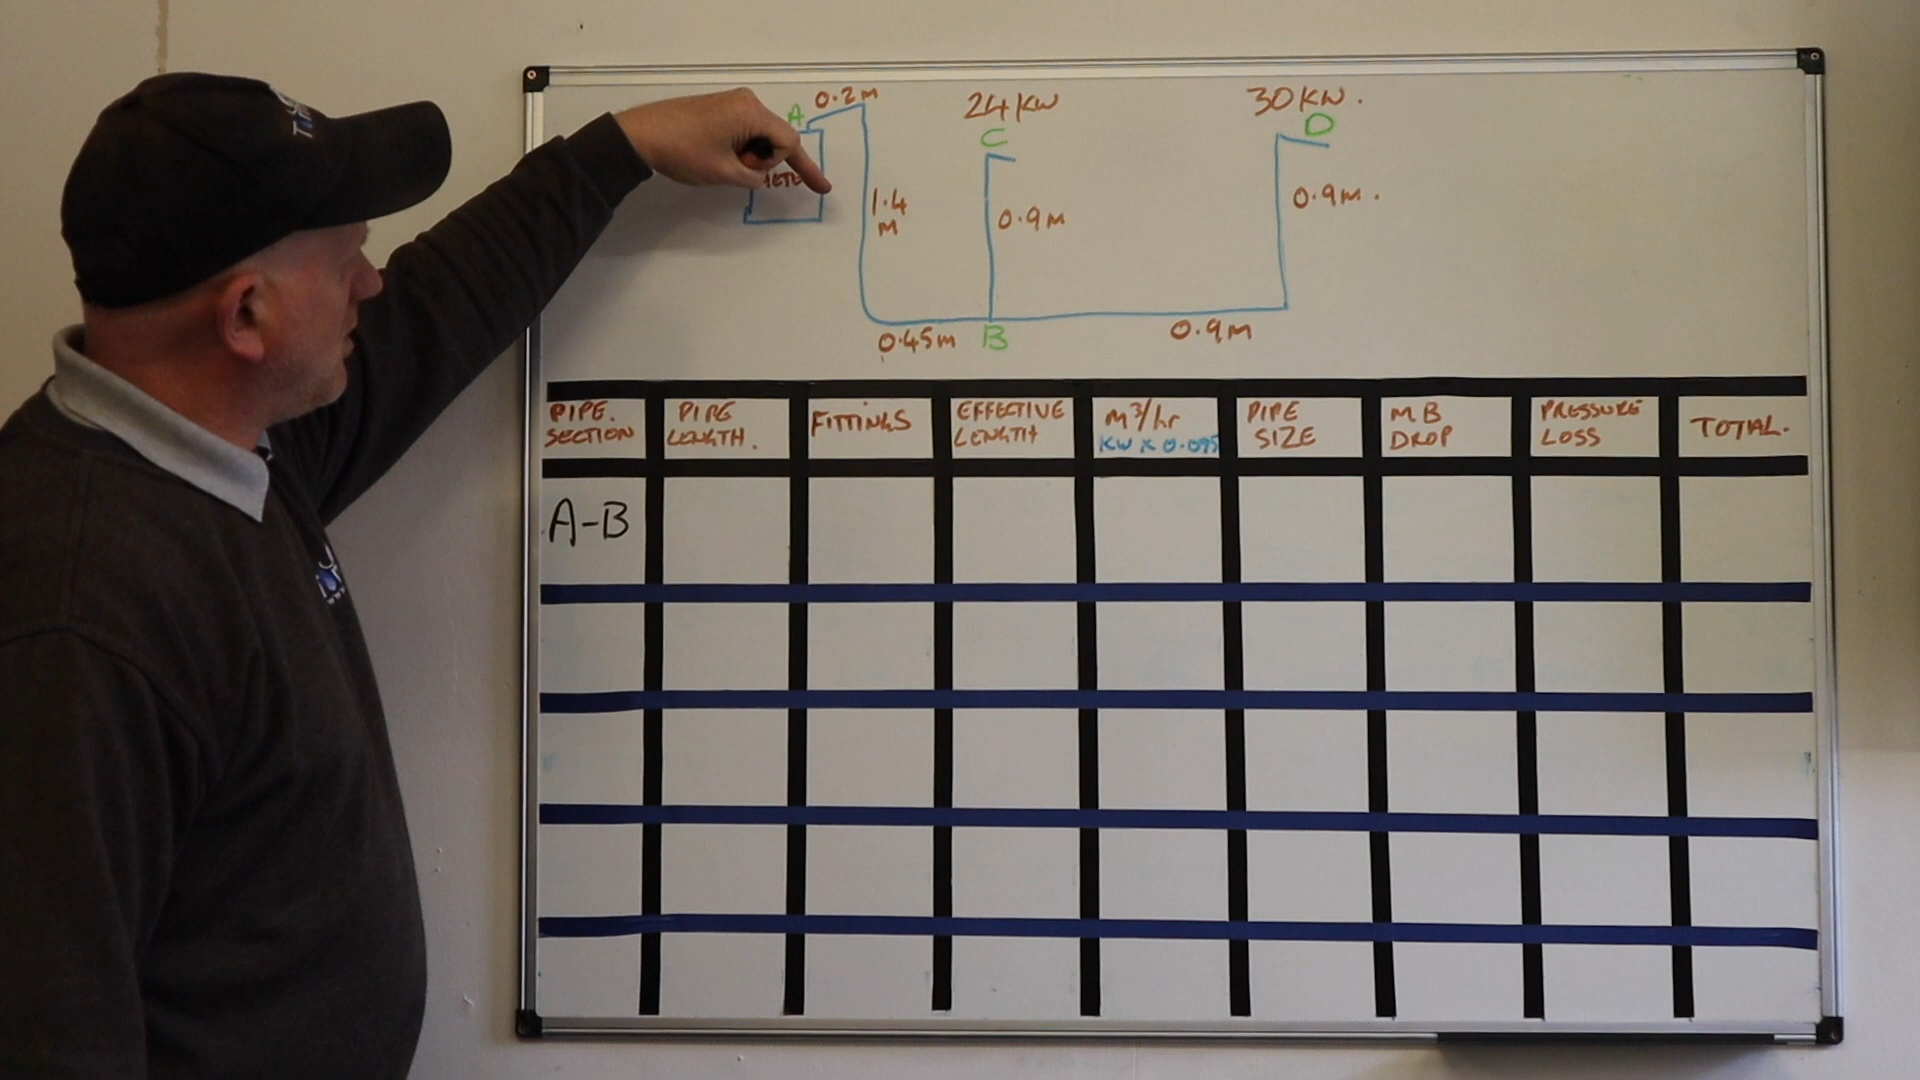 0.2M
24KW
30KW.
A
C
D
1.4
M
0.9M
0.9M.
0.45M
B
0.9M
PIPE.
SECTION
PIPE
LENGTH.
FITTINGS
EFFECTIVE
LENGTH
m³/hr
KW X 0.095
PIPE
SIZE
MB
DROP
PRESSURE
LOSS
TOTAL.
A-B